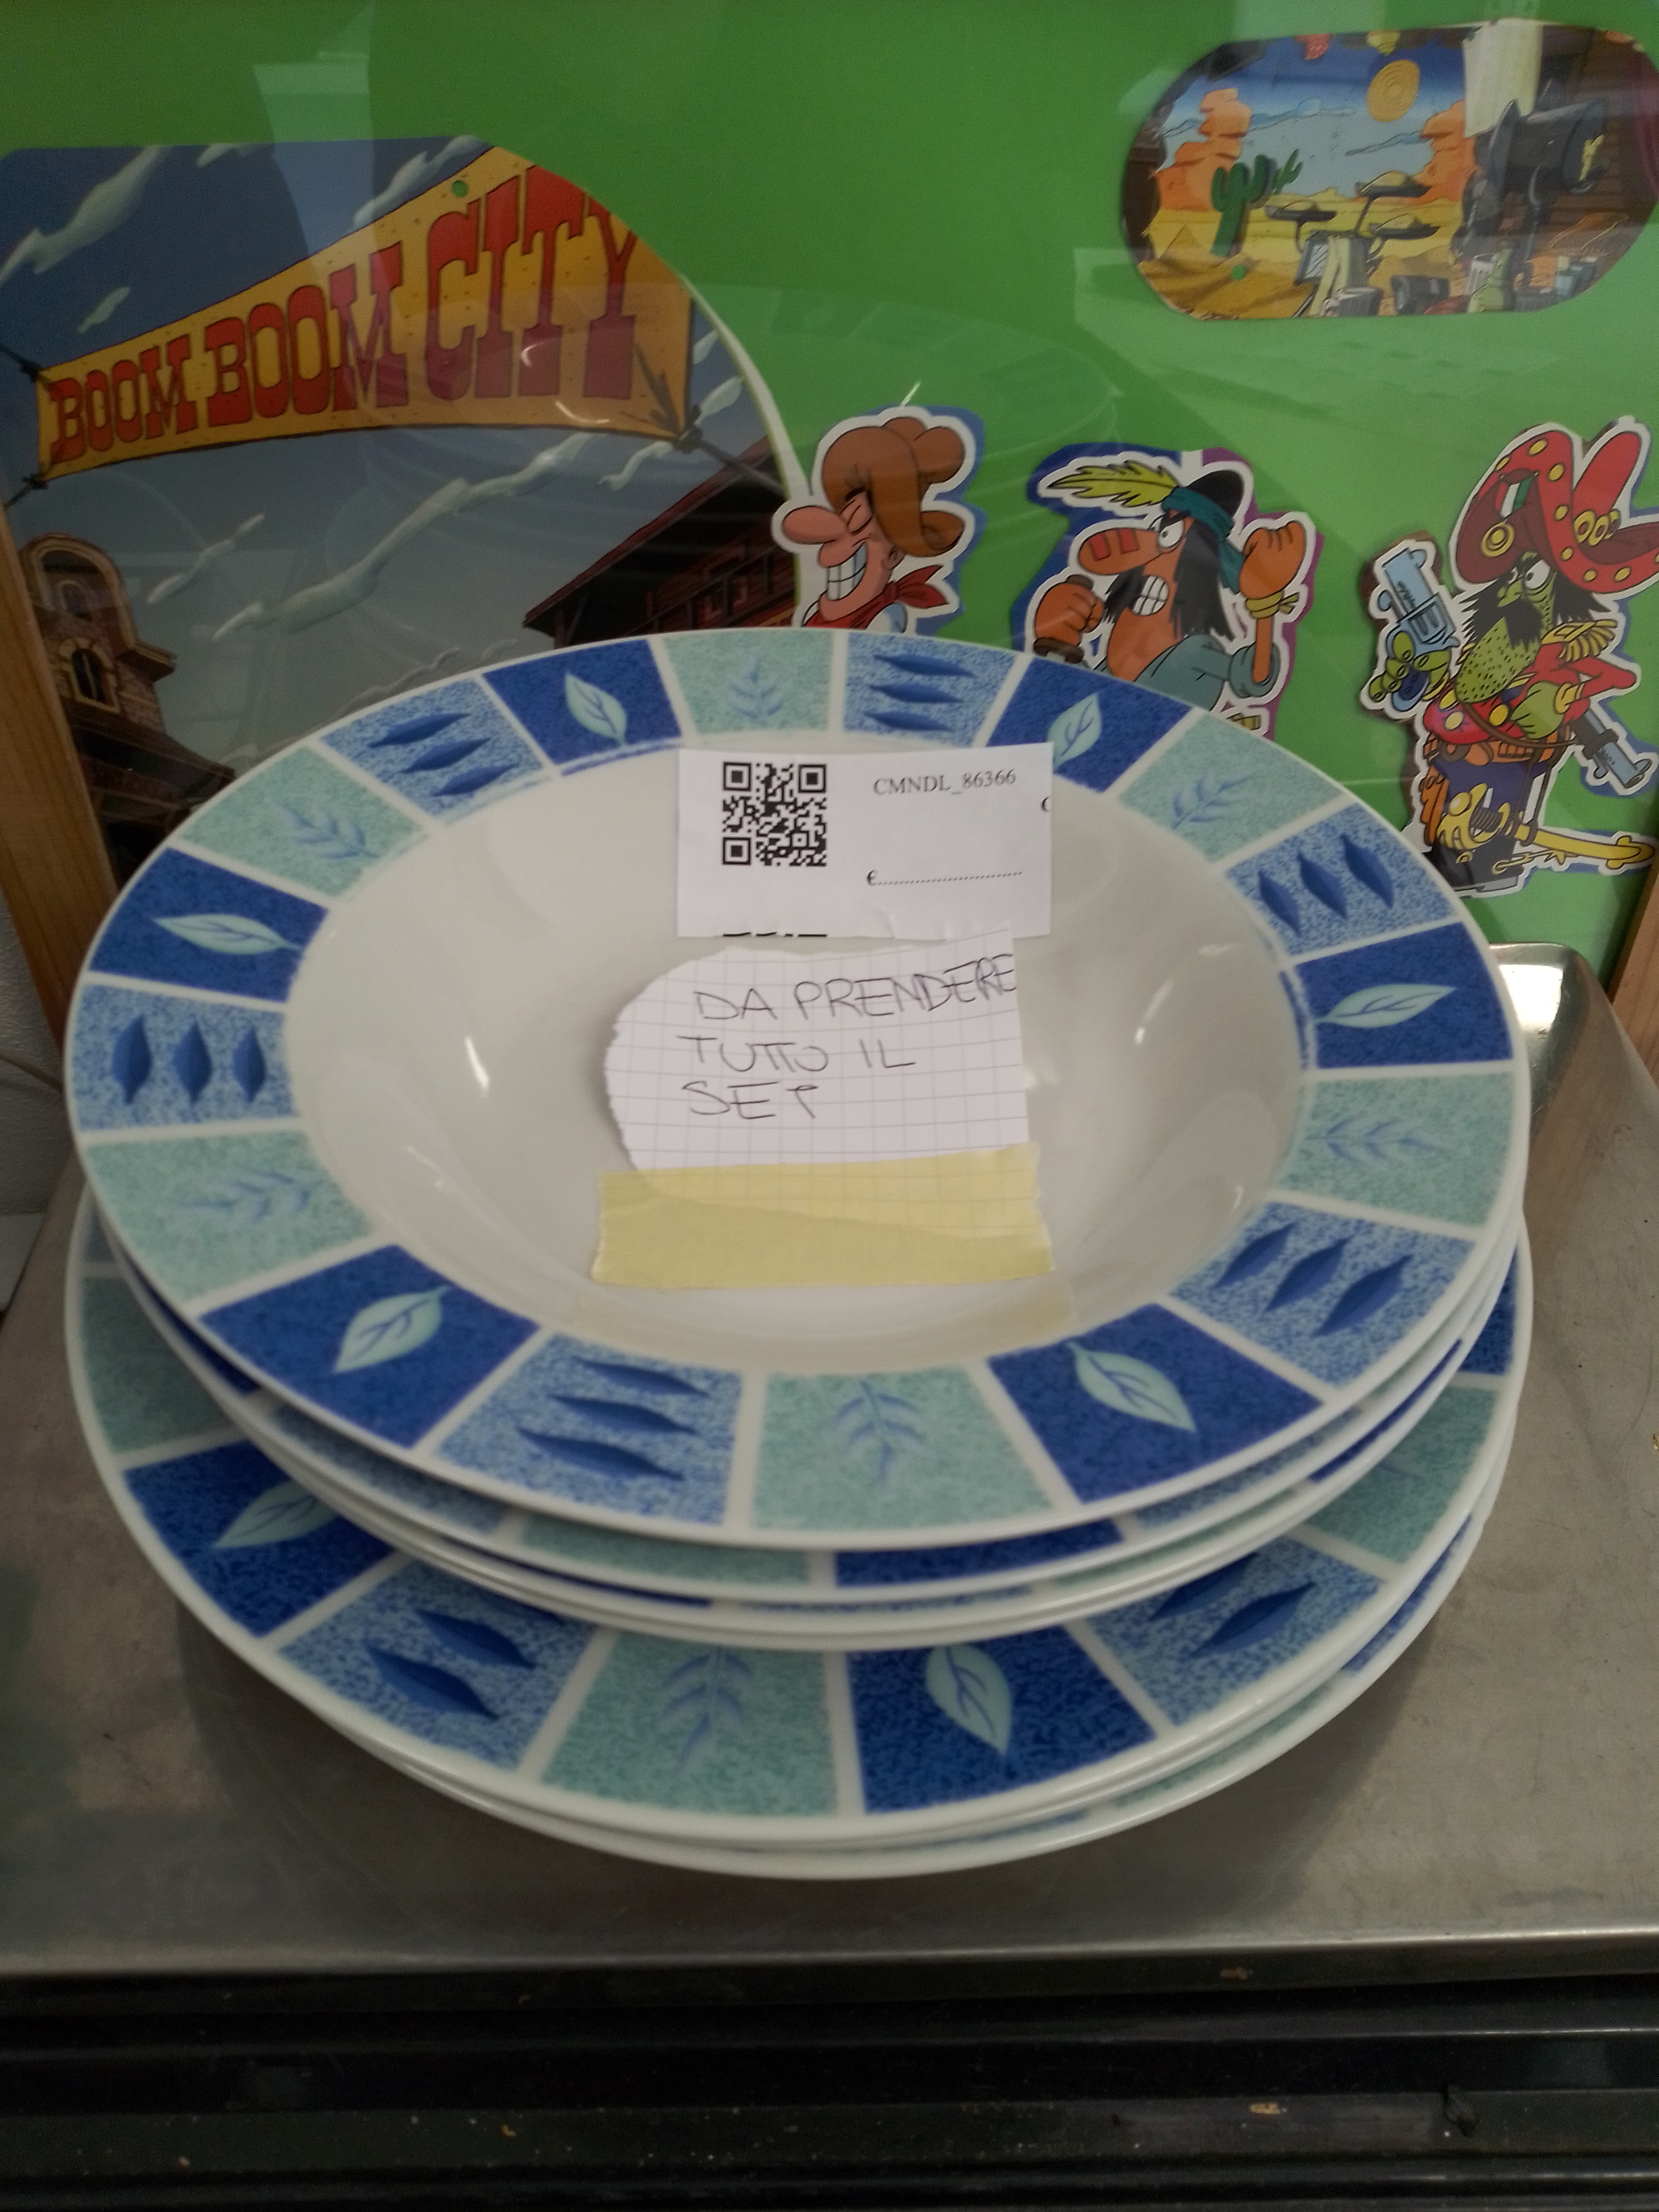 BOOM BOOM CITY
CMNDL_86366
€..............................
DA PRENDERE
TUTTO IL
SET